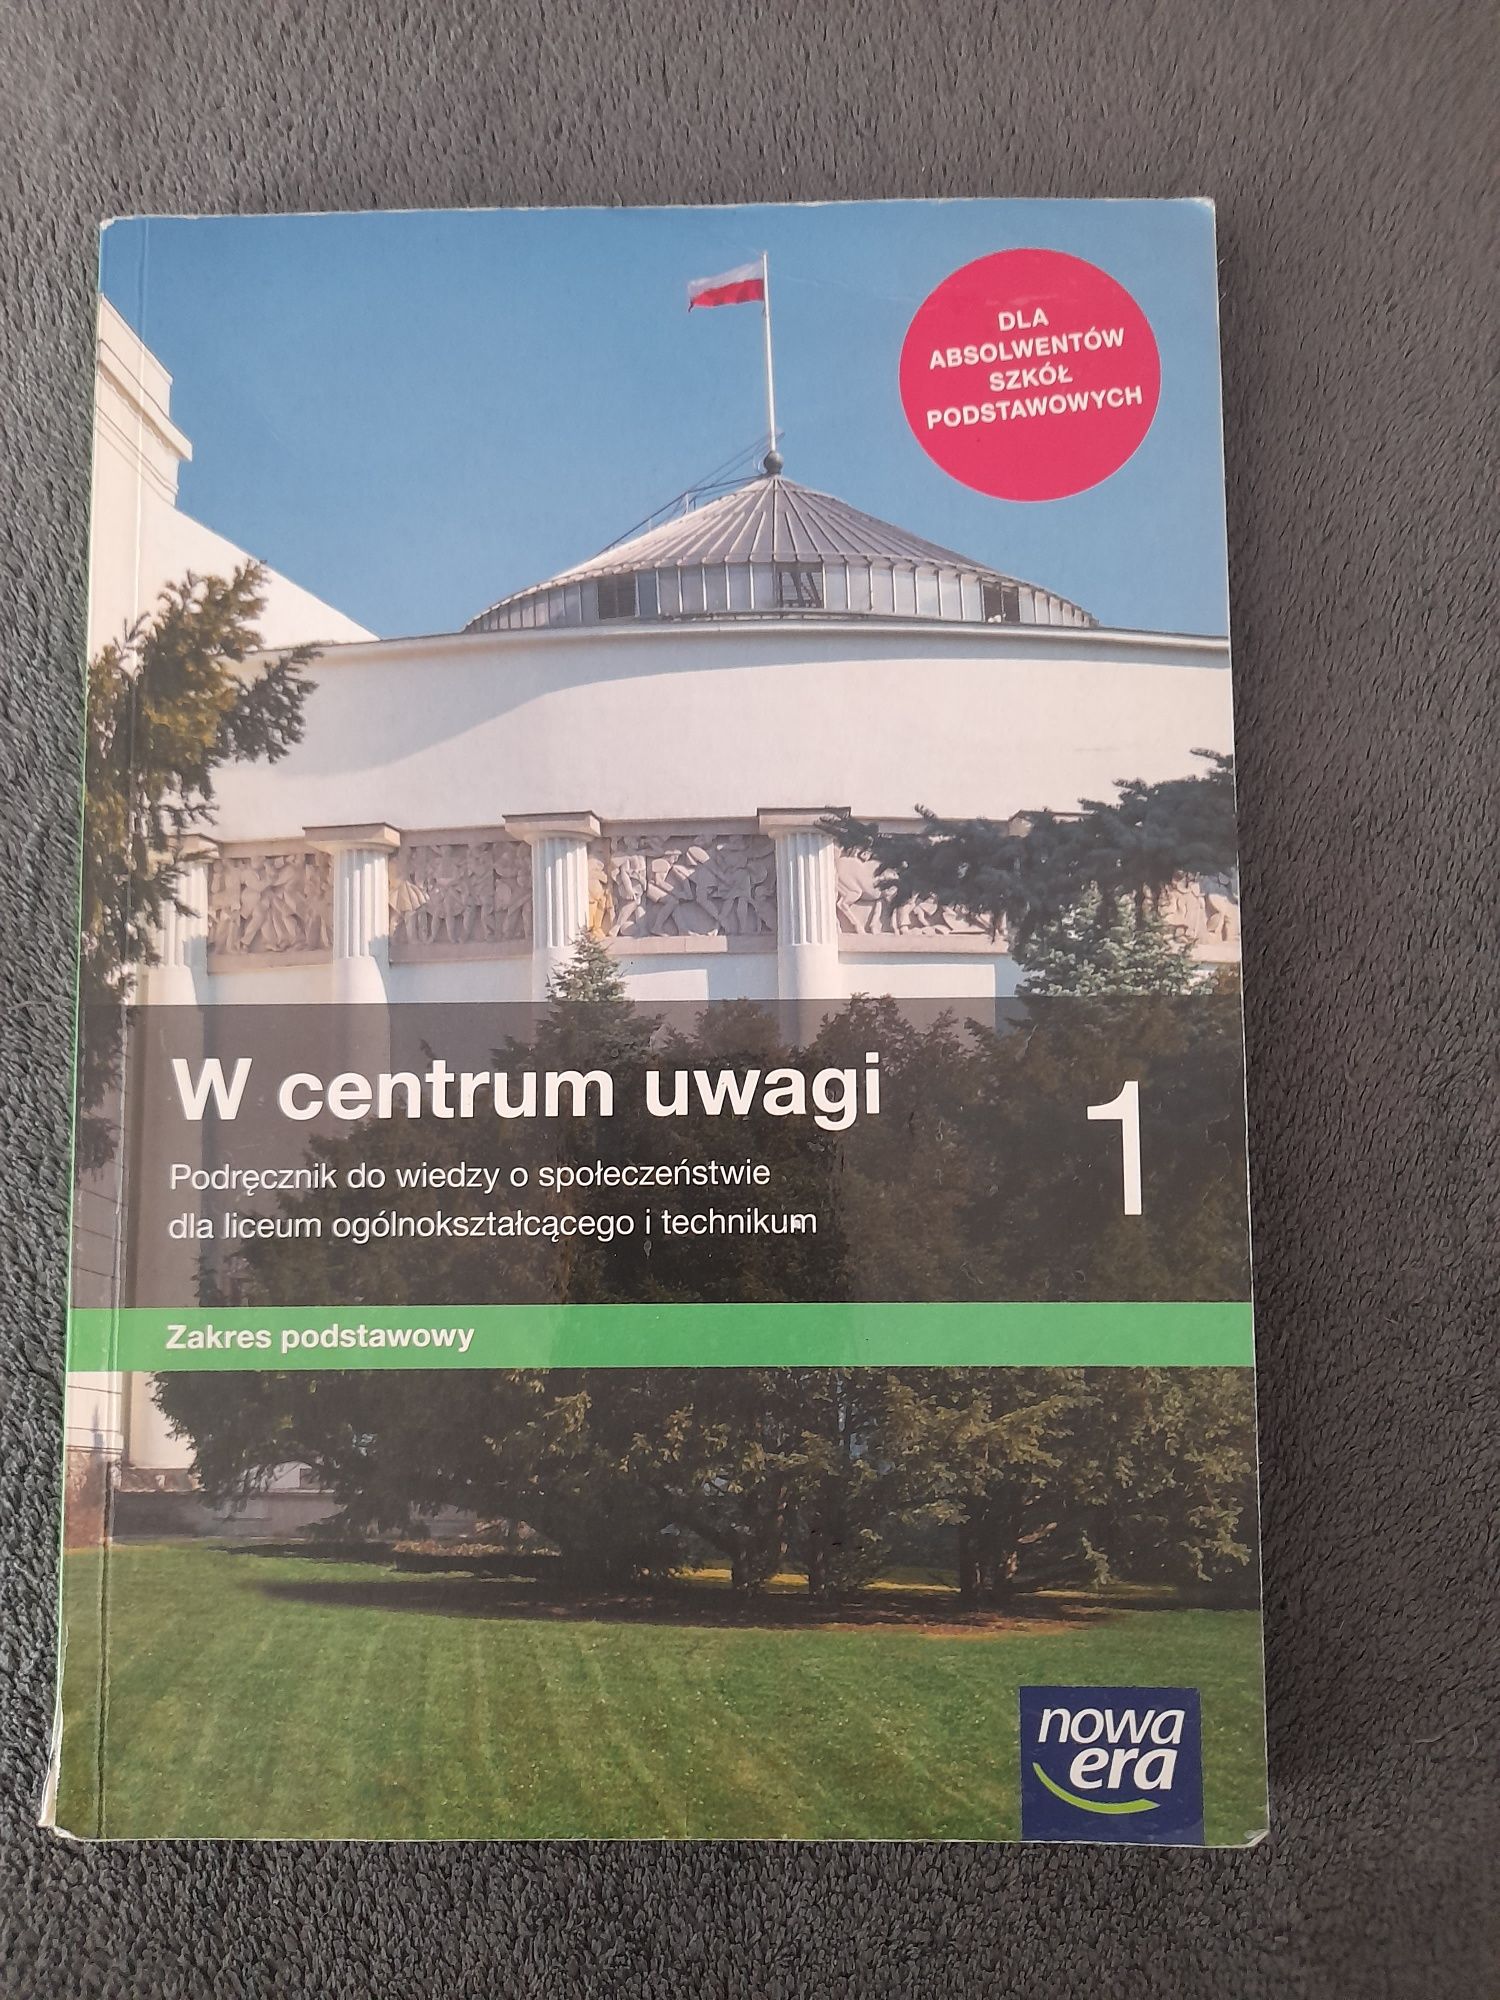 DLA
ABSOLWENTÓW
SZKÓŁ
PODSTAWOWYCH
W centrum uwagi
1
Podręcznik do wiedzy o społeczeństwie
dla liceum ogólnokształcącego i technikum
Zakres podstawowy
nowa
era